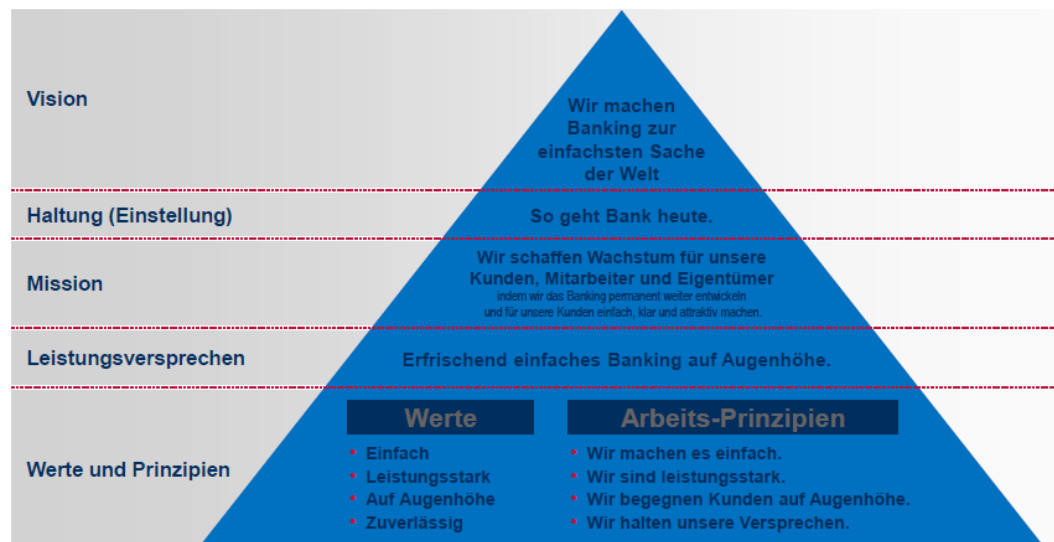 Vision
Wir machen
Banking zur
einfachsten Sache
der Welt
Haltung (Einstellung)
So geht Bank heute.
Mission
Wir schaffen Wachstum für unsere
Kunden, Mitarbeiter und Eigentümer
indem wir das Banking permanent weiter entwickeln
und für unsere Kunden einfach, klar und attraktiv machen.
Leistungsversprechen
Erfrischend einfaches Banking auf Augenhöhe.
Werte und Prinzipien
Werte
• Einfach
• Leistungsstark
• Auf Augenhöhe
• Zuverlässig
Arbeits-Prinzipien
• Wir machen es einfach.
• Wir sind leistungsstark.
• Wir begegnen Kunden auf Augenhöhe.
• Wir halten unsere Versprechen.